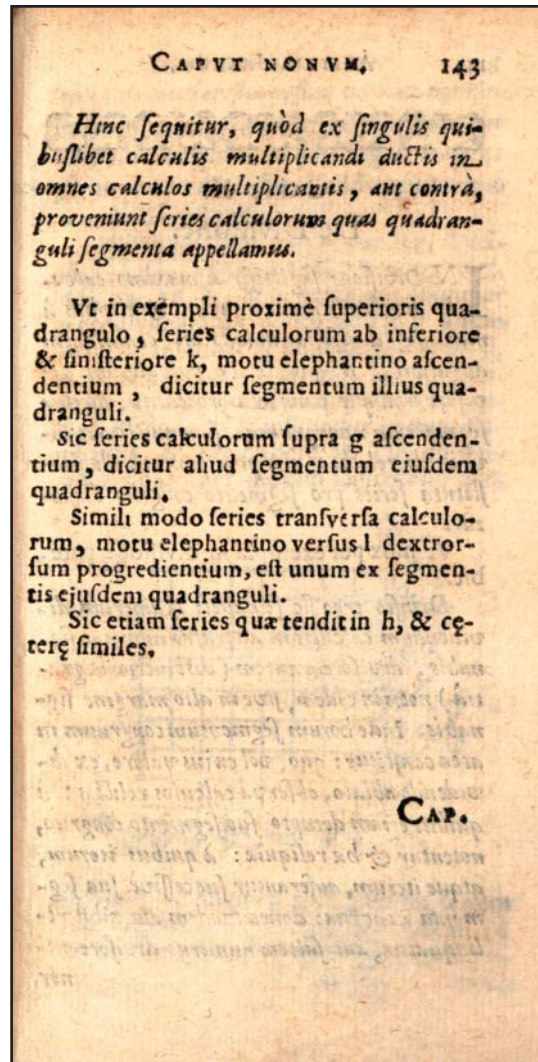 CAPVT NONVM. 143
Hinc sequitur, quòd ex singulis qui-
buslibet calculis multiplicandi ductis in
omnes calculos multiplicantis, aut contrà,
proveniunt series calculorum quas quadran-
guli segmenta appellamus.
Vt in exempli proximè superioris qua-
drangulo, series calculorum ab inferiore
& sinisteriore k, motu elephantino ascen-
dentium, dicitur segmentum illius qua-
dranguli.
Sic series calculorum supra g ascenden-
tium, dicitur aliud segmentum eiusdem
quadranguli.
Simili modo series transversa calculo-
rum, motu elephantino versus l dextror-
sum progredientium, est unum ex segmen-
tis ejusdem quadranguli.
Sic etiam series quæ tendit in h, & cę-
terę similes.
CAP.